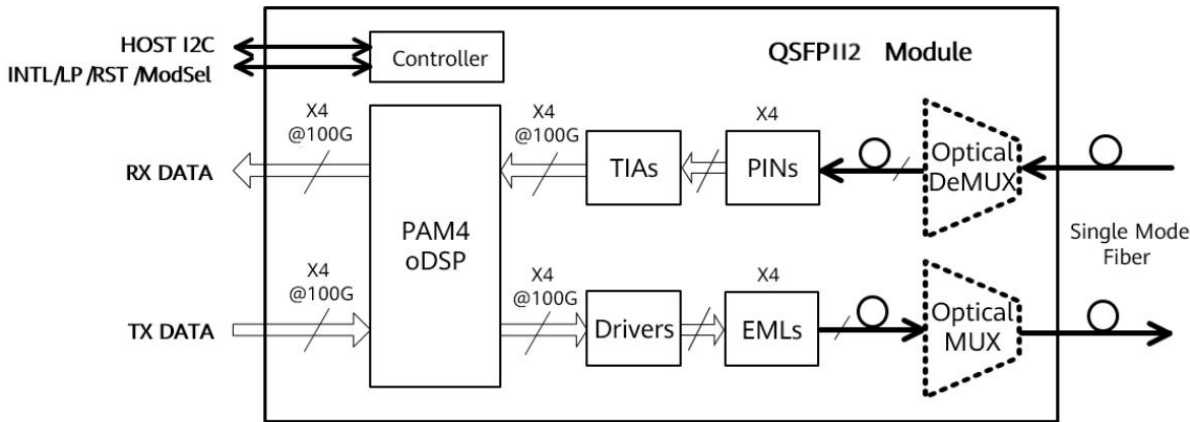 HOST I2C
INTL/LP/RST/ModSel
Controller
QSFP112 Module
X4
@100G
X4
@100G
X4
RX DATA
TIAs
PINs
Optical
DeMUX
PAM4
oDSP
Single Mode
Fiber
X4
@100G
X4
@100G
X4
TX DATA
Drivers
EMLs
Optical
MUX